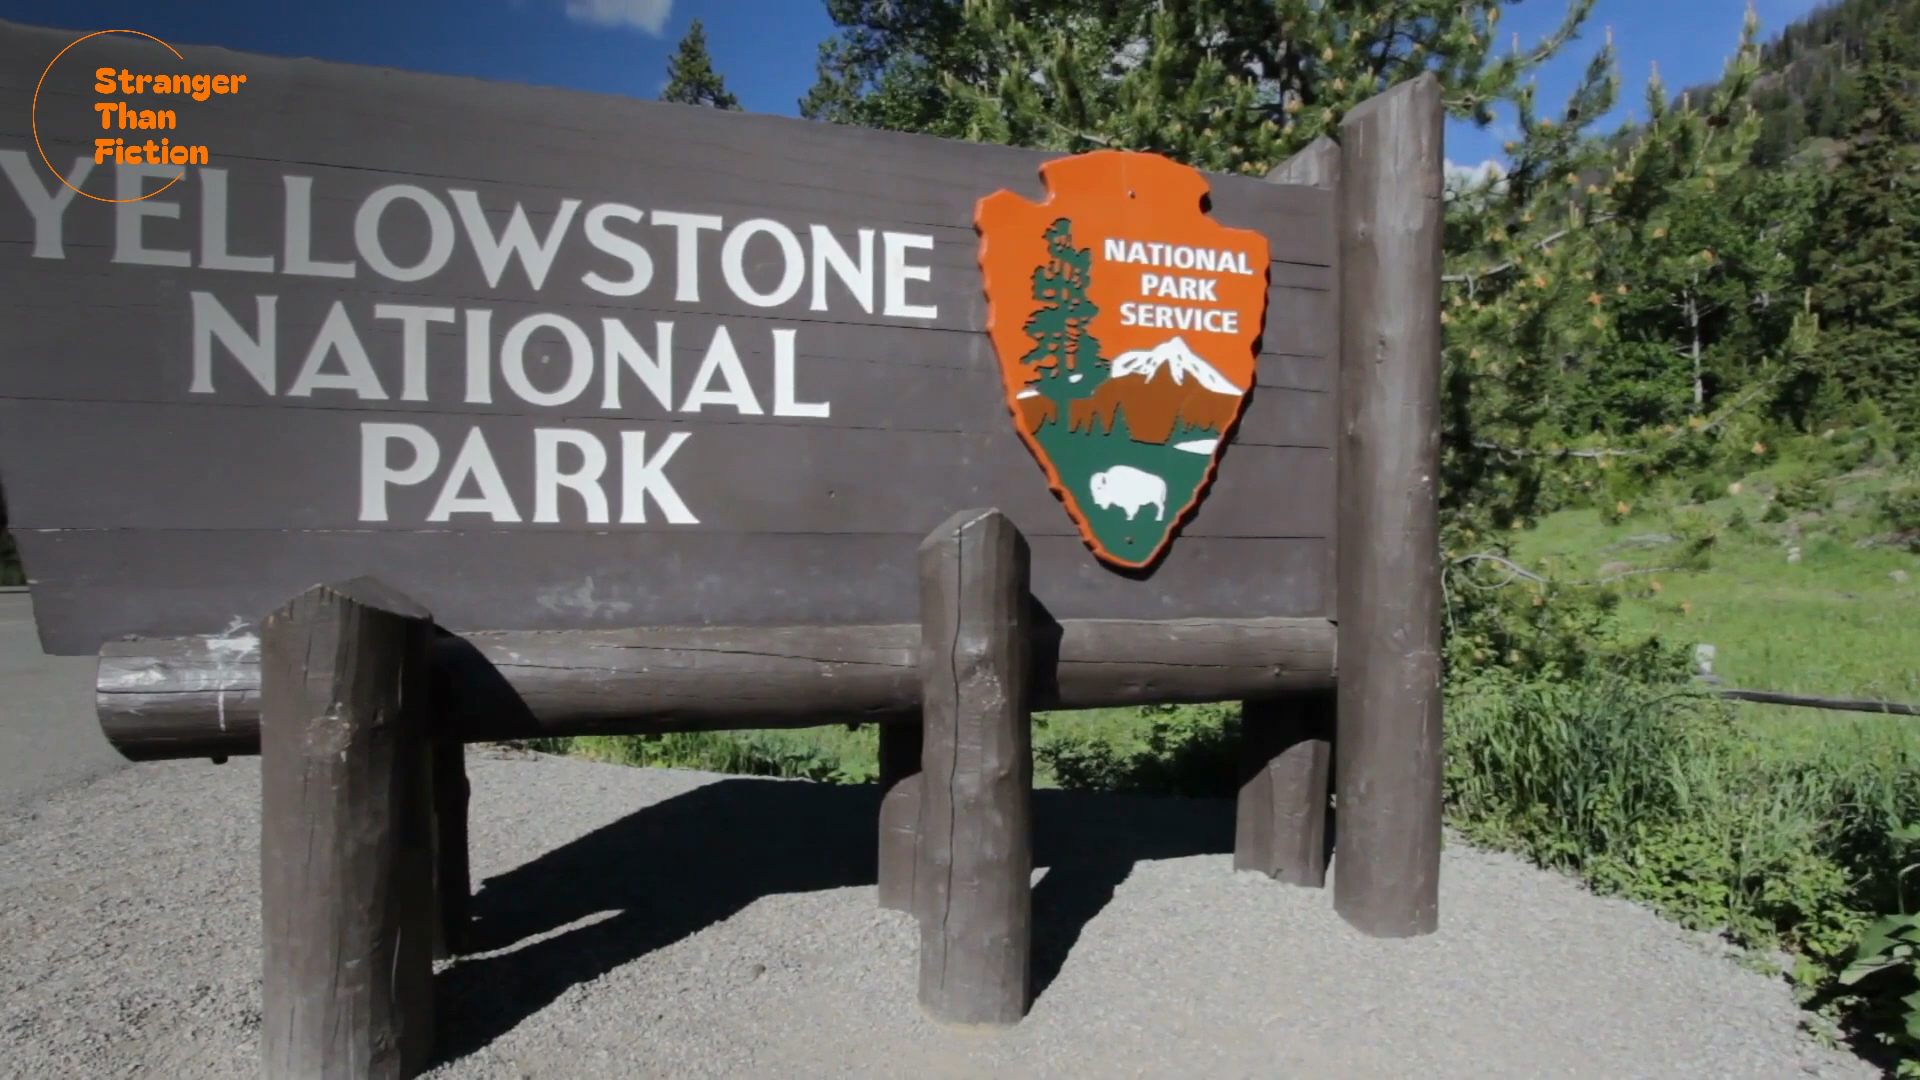 Stranger
Than
Fiction
YELLOWSTONE
NATIONAL
PARK
NATIONAL
PARK
SERVICE